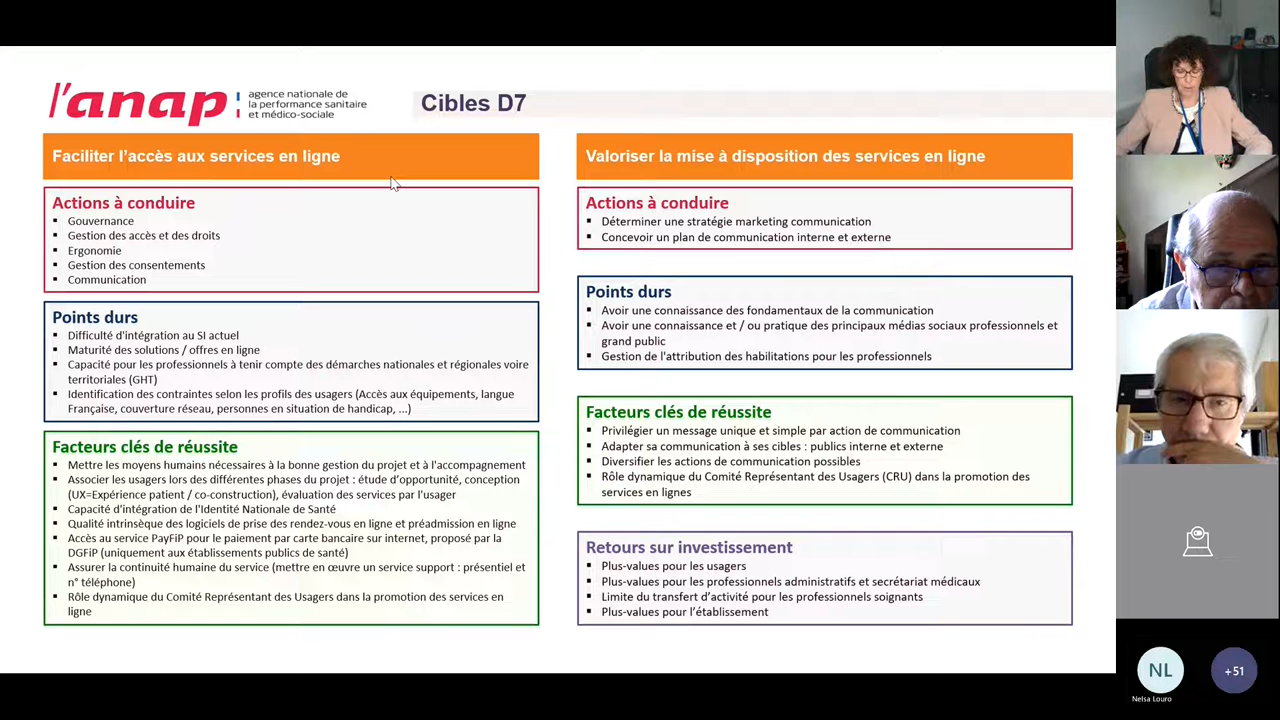 l'anap
agence nationale de
la performance sanitaire
et médico-sociale
Cibles D7
Faciliter l'accès aux services en ligne
Actions à conduire
▪ Gouvernance
▪ Gestion des accès et des droits
▪ Ergonomie
▪ Gestion des consentements
▪ Communication
Points durs
▪ Difficulté d'intégration au SI actuel
▪ Maturité des solutions / offres en ligne
▪ Capacité pour les professionnels à tenir compte des démarches nationales et régionales voire
territoriales (GHT)
▪ Identification des contraintes selon les profils des usagers (Accès aux équipements, langue
Française, couverture réseau, personnes en situation de handicap, ...)
Facteurs clés de réussite
▪ Mettre les moyens humains nécessaires à la bonne gestion du projet et à l'accompagnement
▪ Associer les usagers lors des différentes phases du projet : étude d'opportunité, conception
(UX=Expérience patient / co-construction), évaluation des services par l'usager
▪ Capacité d'intégration de l'Identité Nationale de Santé
▪ Qualité intrinsèque des logiciels de prise des rendez-vous en ligne et préadmission en ligne
▪ Accès au service PayFiP pour le paiement par carte bancaire sur internet, proposé par la
DGFiP (uniquement aux établissements publics de santé)
▪ Assurer la continuité humaine du service (mettre en œuvre un service support : présentiel et
n° téléphone)
▪ Rôle dynamique du Comité Représentant des Usagers dans la promotion des services en
ligne
Valoriser la mise à disposition des services en ligne
Actions à conduire
▪ Déterminer une stratégie marketing communication
▪ Concevoir un plan de communication interne et externe
Points durs
▪ Avoir une connaissance des fondamentaux de la communication
▪ Avoir une connaissance et / ou pratique des principaux médias sociaux professionnels et
grand public
▪ Gestion de l'attribution des habilitations pour les professionnels
Facteurs clés de réussite
▪ Privilégier un message unique et simple par action de communication
▪ Adapter sa communication à ses cibles : publics interne et externe
▪ Diversifier les actions de communication possibles
▪ Rôle dynamique du Comité Représentant des Usagers (CRU) dans la promotion des
services en lignes
Retours sur investissement
▪ Plus-values pour les usagers
▪ Plus-values pour les professionnels administratifs et secrétariat médicaux
▪ Limite du transfert d'activité pour les professionnels soignants
▪ Plus-values pour l'établissement
NL
Nelsa Louro
+51